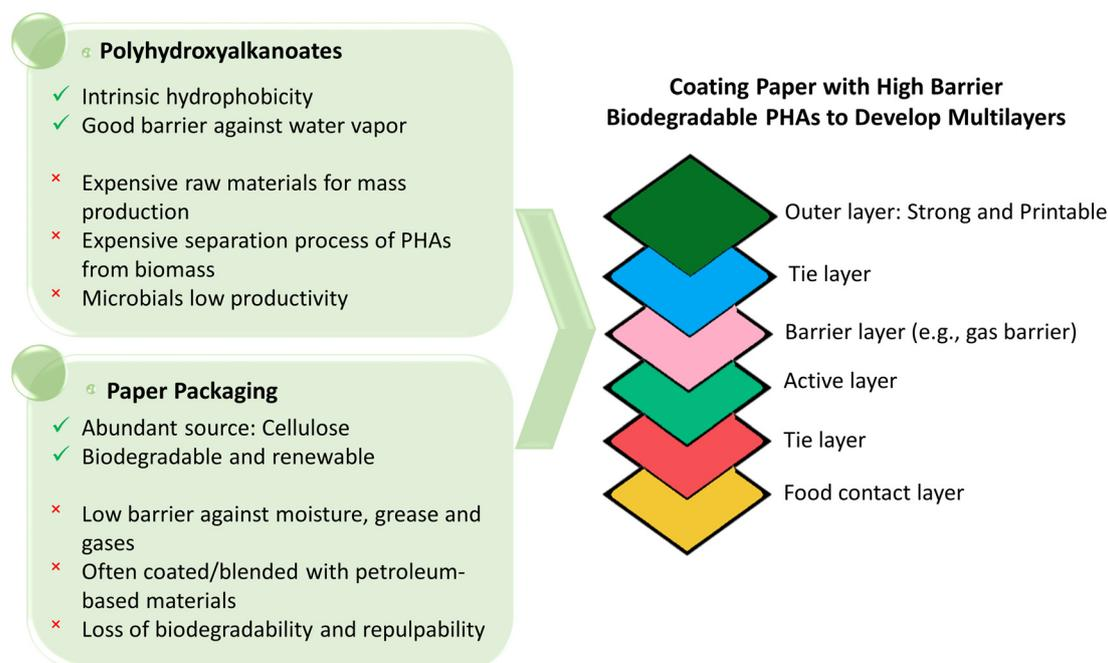 Polyhydroxyalkanoates
Intrinsic hydrophobicity
Good barrier against water vapor
Expensive raw materials for mass
production
Expensive separation process of PHAs
from biomass
Microbials low productivity
Paper Packaging
Abundant source: Cellulose
Biodegradable and renewable
Low barrier against moisture, grease and
gases
Often coated/blended with petroleum-
based materials
Loss of biodegradability and repulpability
Coating Paper with High Barrier
Biodegradable PHAs to Develop Multilayers
Outer layer: Strong and Printable
Tie layer
Barrier layer (e.g., gas barrier)
Active layer
Tie layer
Food contact layer